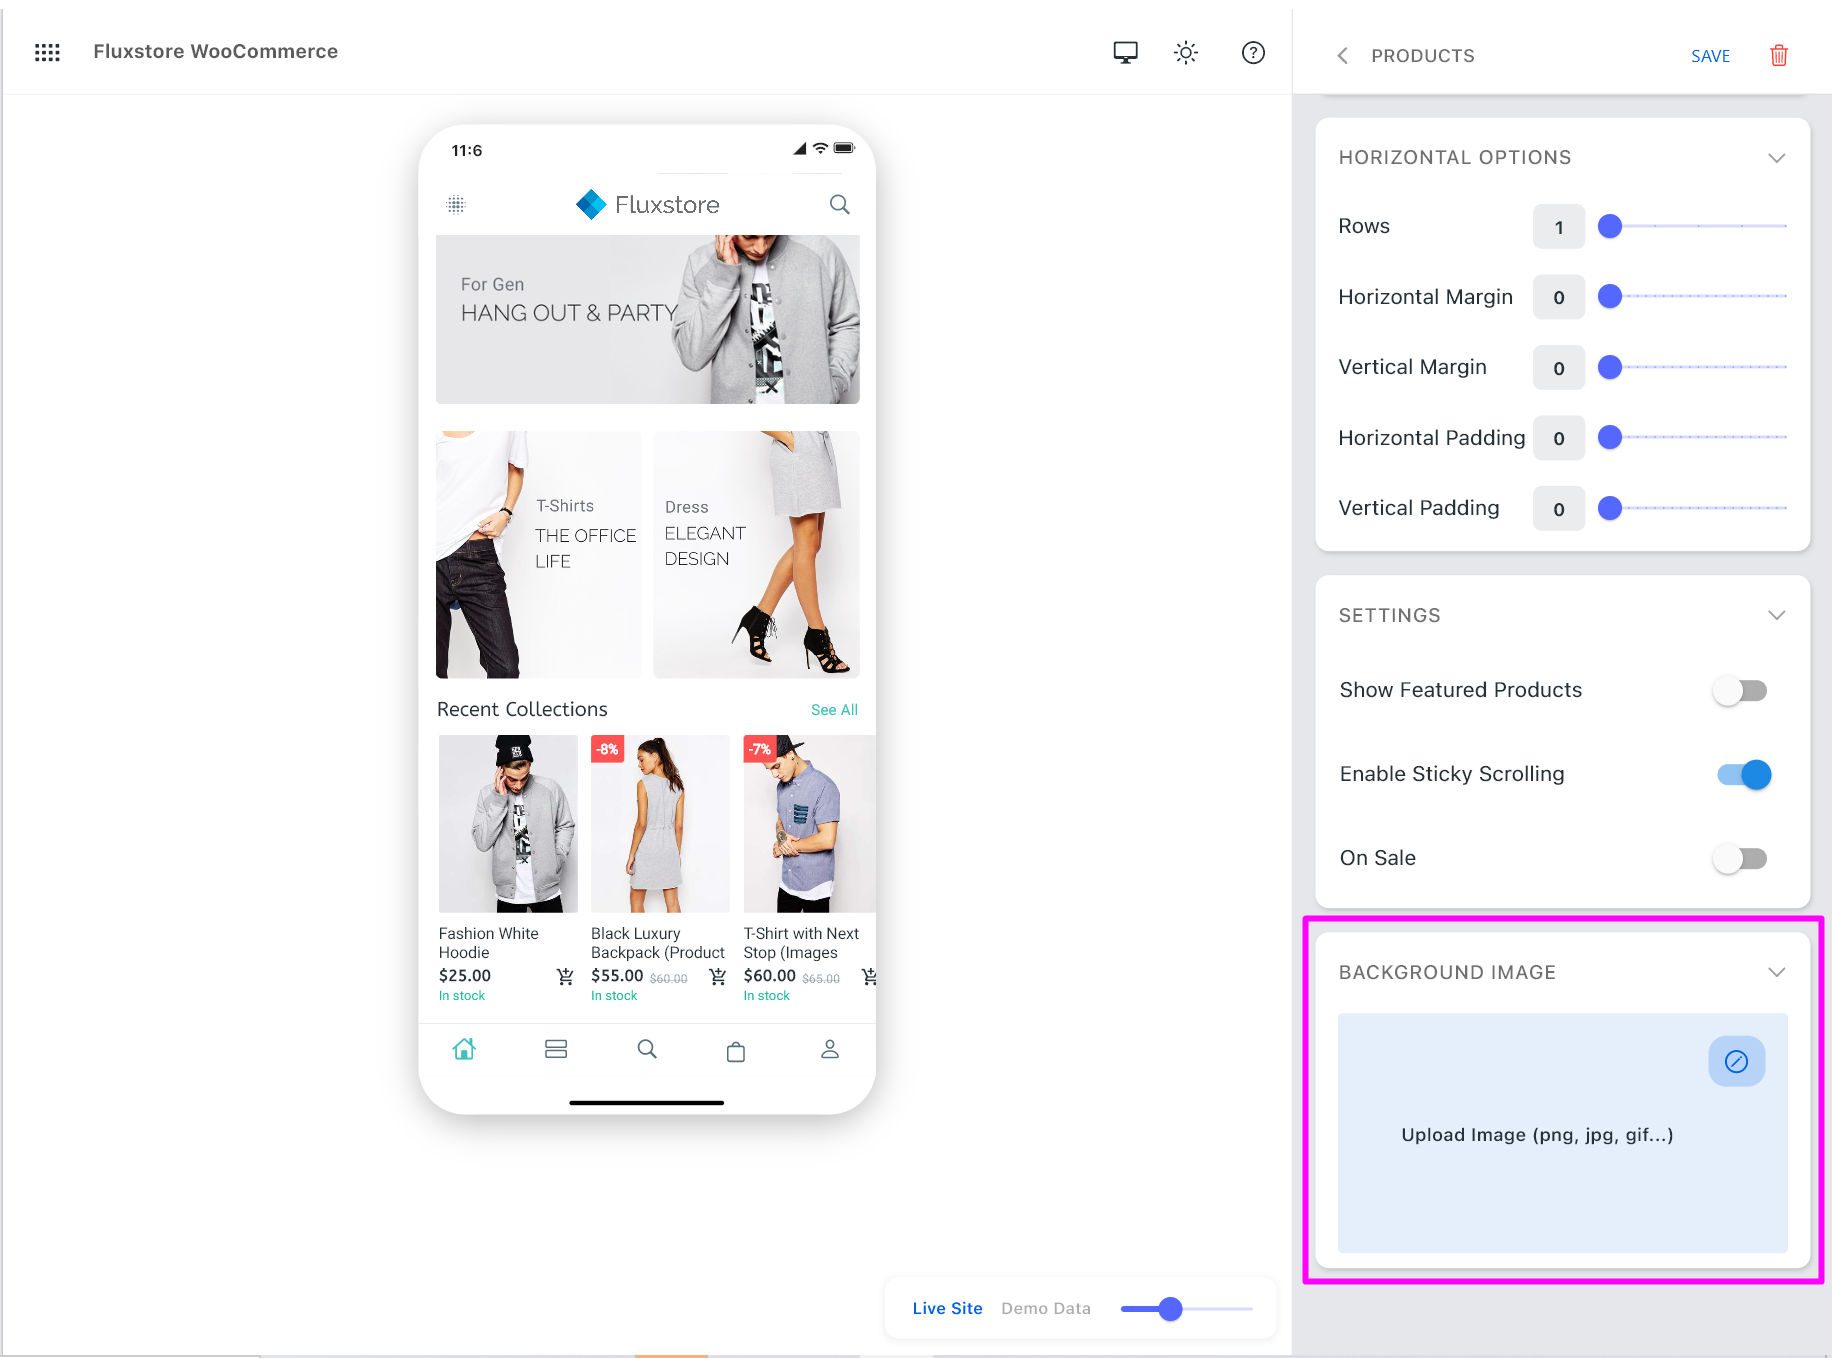 Fluxstore WooCommerce
PRODUCTS
SAVE
11:6
Fluxstore
For Gen
HANG OUT & PARTY
T-Shirts
THE OFFICE
LIFE
Dress
ELEGANT
DESIGN
Recent Collections
See All
-8%
-7%
Fashion White
Hoodie
$25.00
In stock
Black Luxury
Backpack (Product
$55.00 $60.00
In stock
T-Shirt with Next
Stop (Images
$60.00 $65.00
In stock
Live Site
Demo Data
HORIZONTAL OPTIONS
Rows 1
Horizontal Margin 0
Vertical Margin 0
Horizontal Padding 0
Vertical Padding 0
SETTINGS
Show Featured Products
Enable Sticky Scrolling
On Sale
BACKGROUND IMAGE
Upload Image (png, jpg, gif...)